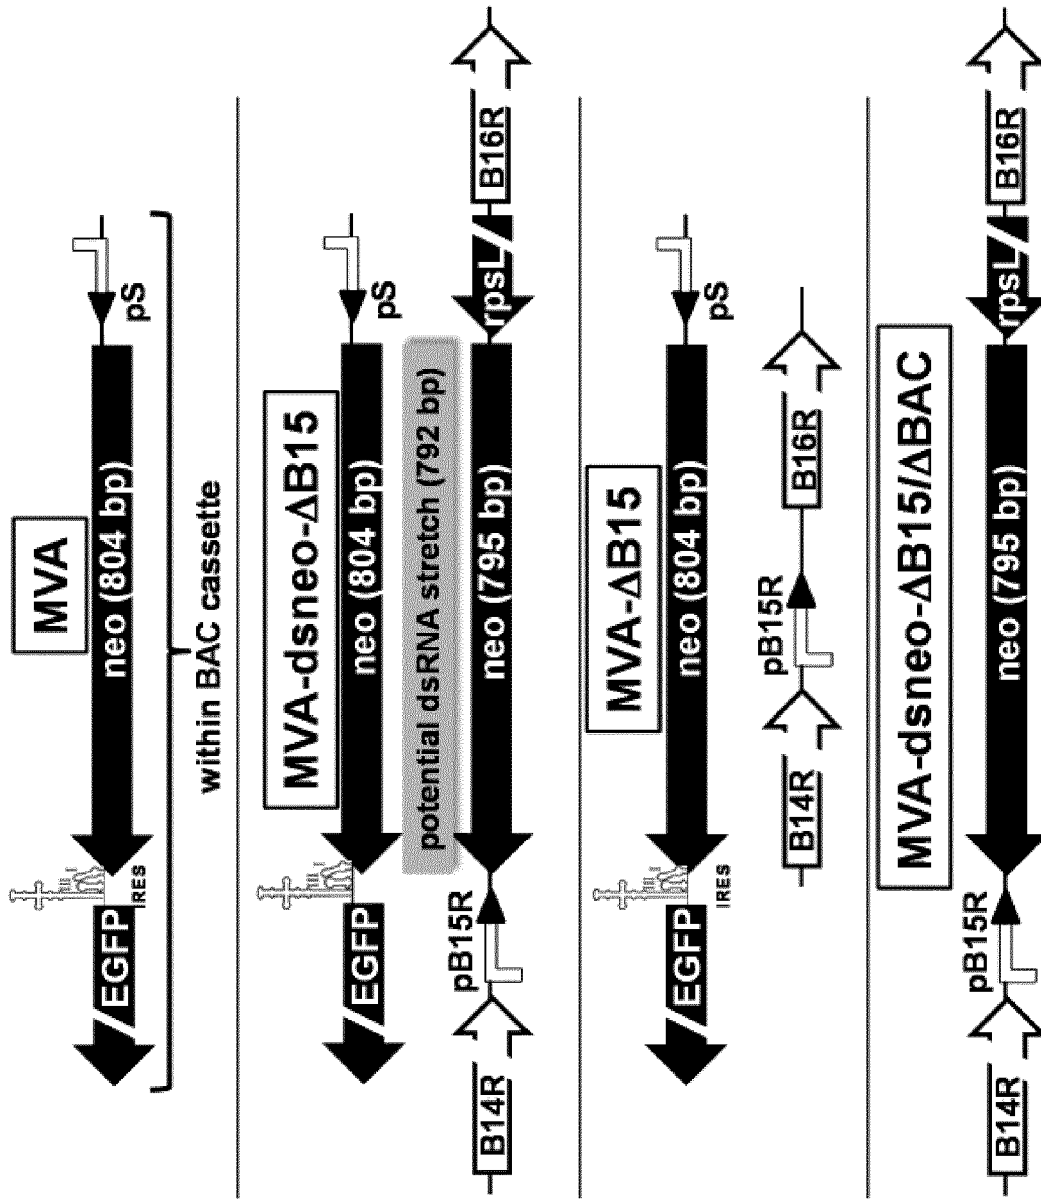 MVA
EGFP
IRES
neo (804 bp)
pS
within BAC cassette
MVA-dsneo-ΔB15
EGFP
neo (804 bp)
pS
potential dsRNA stretch (792 bp)
B14R
pB15R
neo (795 bp)
rpsL
B16R
MVA-ΔB15
EGFP
IRES
neo (804 bp)
pS
B14R
pB15R
B16R
MVA-dsneo-ΔB15/ΔBAC
B14R
pB15R
neo (795 bp)
rpsL
B16R